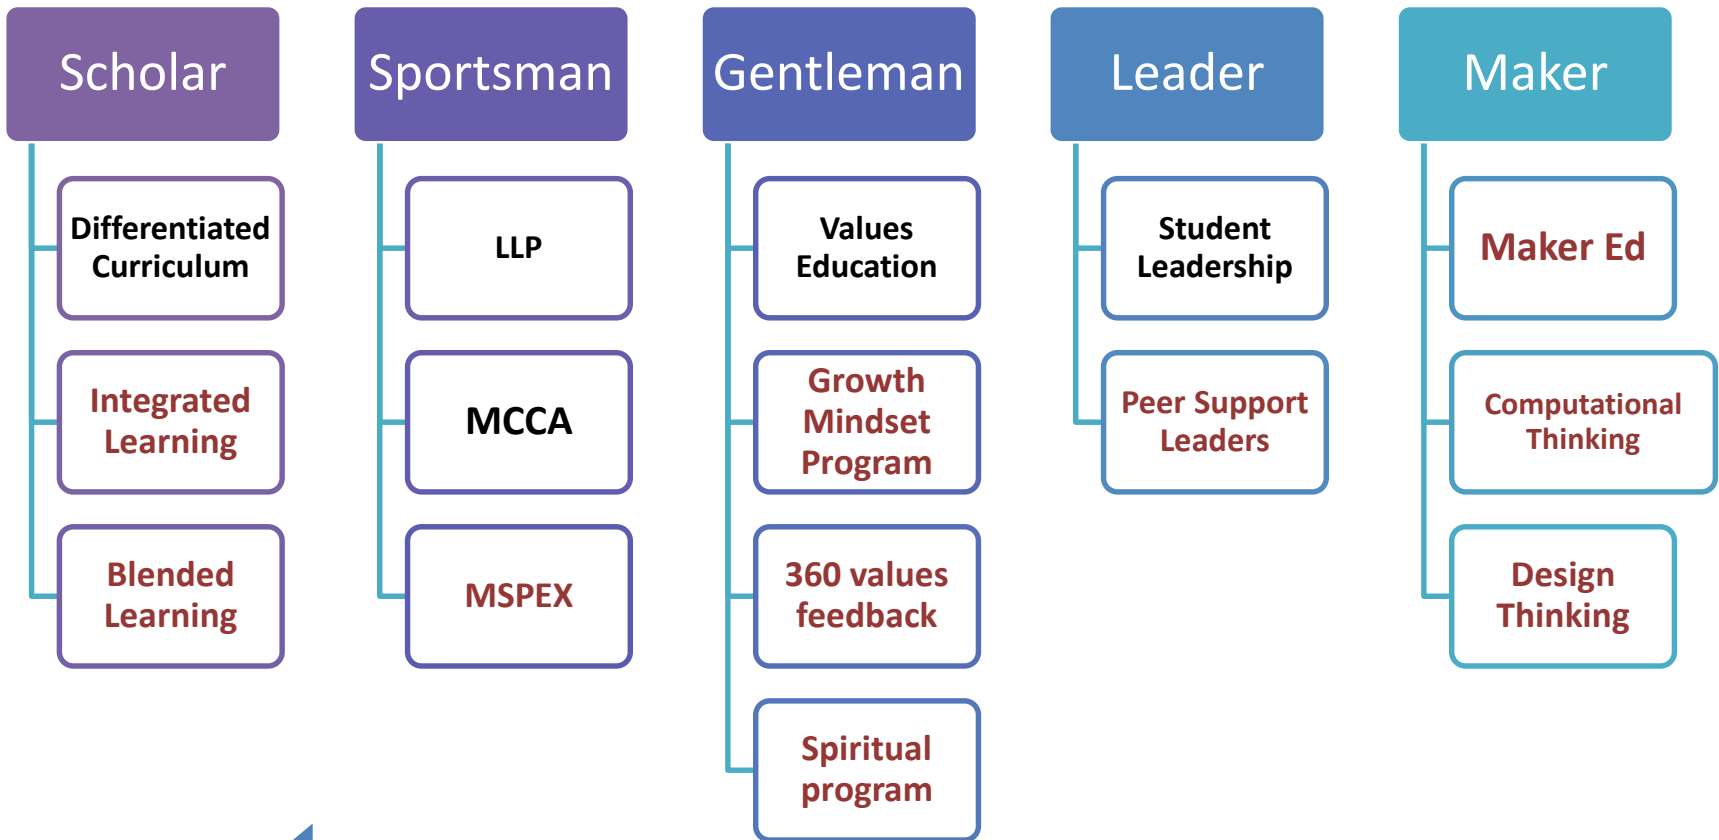 Scholar
Differentiated
Curriculum
Integrated
Learning
Blended
Learning
Sportsman
LLP
MCCA
MSPEX
Gentleman
Values
Education
Growth
Mindset
Program
360 values
feedback
Spiritual
program
Leader
Student
Leadership
Peer Support
Leaders
Maker
Maker Ed
Computational
Thinking
Design
Thinking